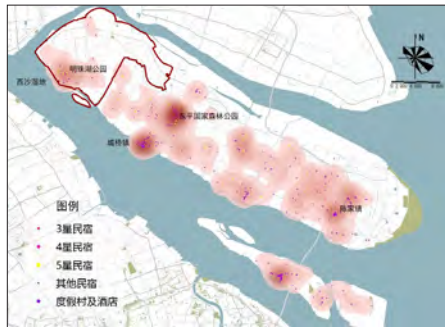 N
明珠湖公园
西沙湿地
东平国家森林公园
城桥镇
陈家镇
图例
3星民宿
4星民宿
5星民宿
其他民宿
度假村及酒店